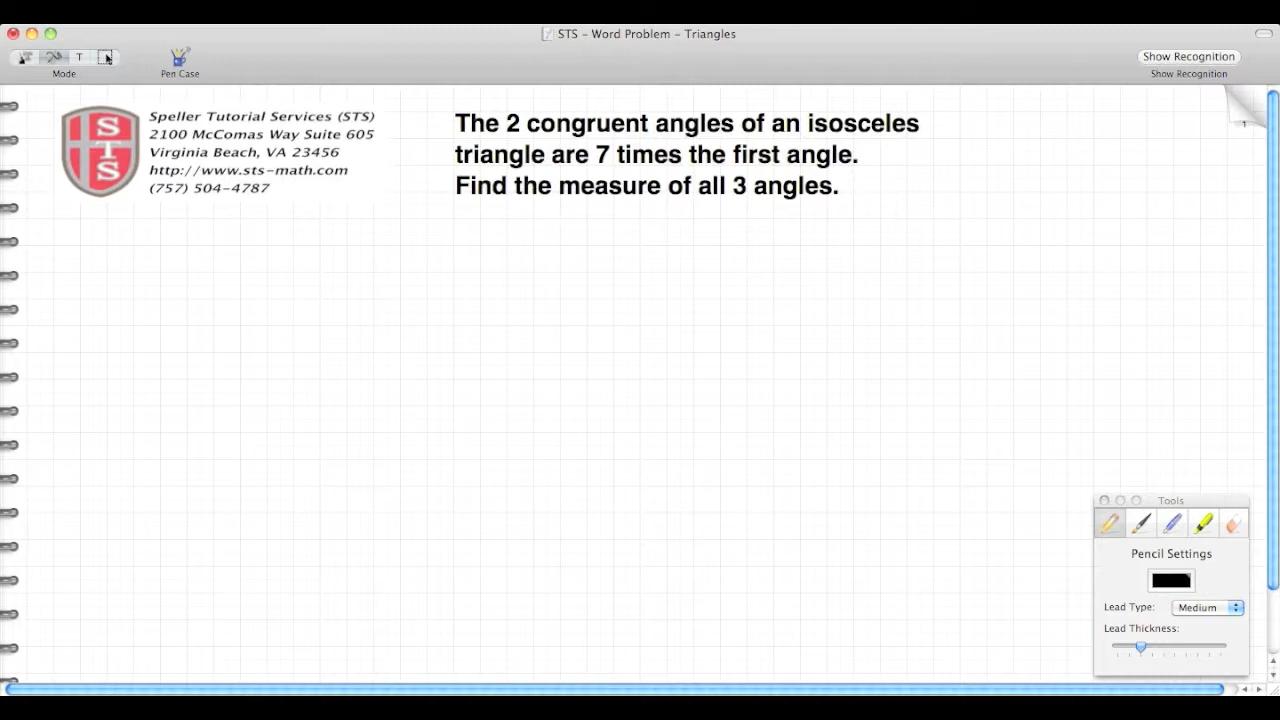 STS – Word Problem – Triangles
T
Mode
Pen Case
Show Recognition
Show Recognition
1
S
T
S
Speller Tutorial Services (STS)
2100 McComas Way Suite 605
Virginia Beach, VA 23456
http://www.sts-math.com
(757) 504-4787
The 2 congruent angles of an isosceles
triangle are 7 times the first angle.
Find the measure of all 3 angles.
Tools
Pencil Settings
Lead Type: Medium
Lead Thickness: